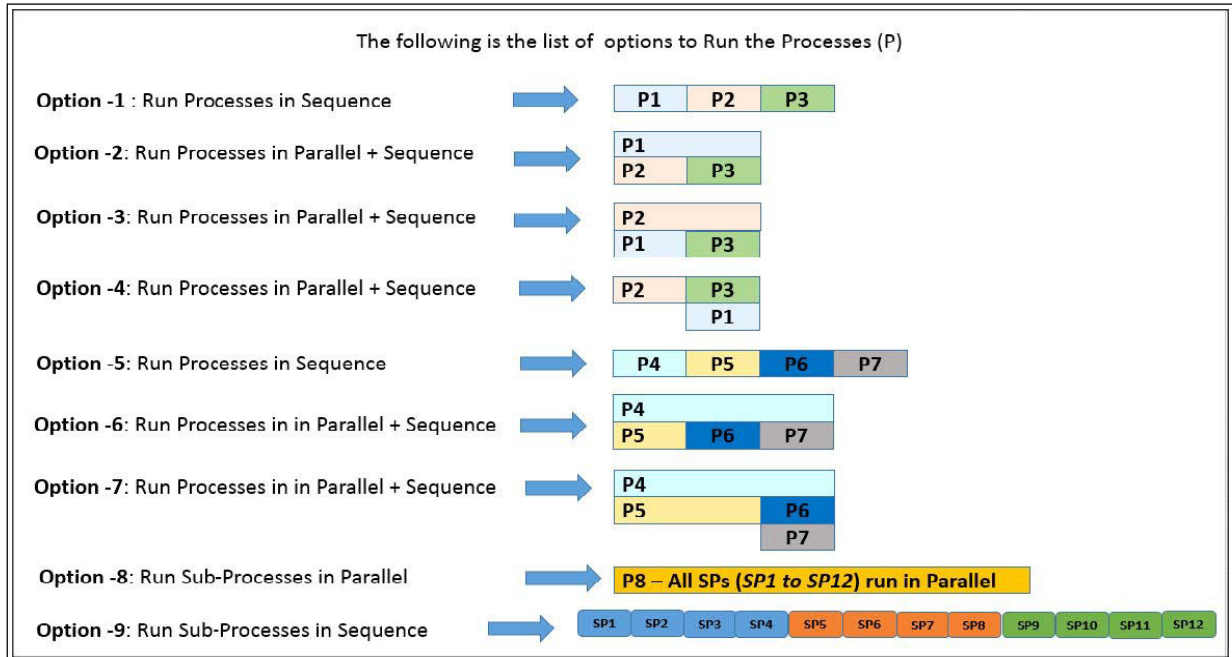 The following is the list of options to Run the Processes (P)
Option -1 : Run Processes in Sequence
P1 P2 P3
Option -2: Run Processes in Parallel + Sequence
P1
P2 P3
Option -3: Run Processes in Parallel + Sequence
P2
P1 P3
Option -4: Run Processes in Parallel + Sequence
P2 P3
P1
Option -5: Run Processes in Sequence
P4 P5 P6 P7
Option -6: Run Processes in in Parallel + Sequence
P4
P5 P6 P7
Option -7: Run Processes in in Parallel + Sequence
P4
P5 P6
P7
Option -8: Run Sub-Processes in Parallel
P8 – All SPs (SP1 to SP12) run in Parallel
Option -9: Run Sub-Processes in Sequence
SP1 SP2 SP3 SP4 SP5 SP6 SP7 SP8 SP9 SP10 SP11 SP12